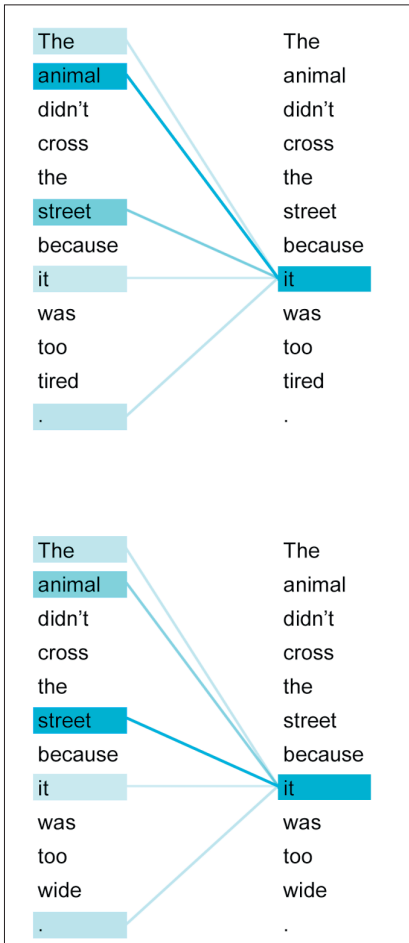 The The
animal animal
didn’t didn’t
cross cross
the the
street street
because because
it it
was was
too too
tired tired
. .
The The
animal animal
didn’t didn’t
cross cross
the the
street street
because because
it it
was was
too too
wide wide
. .